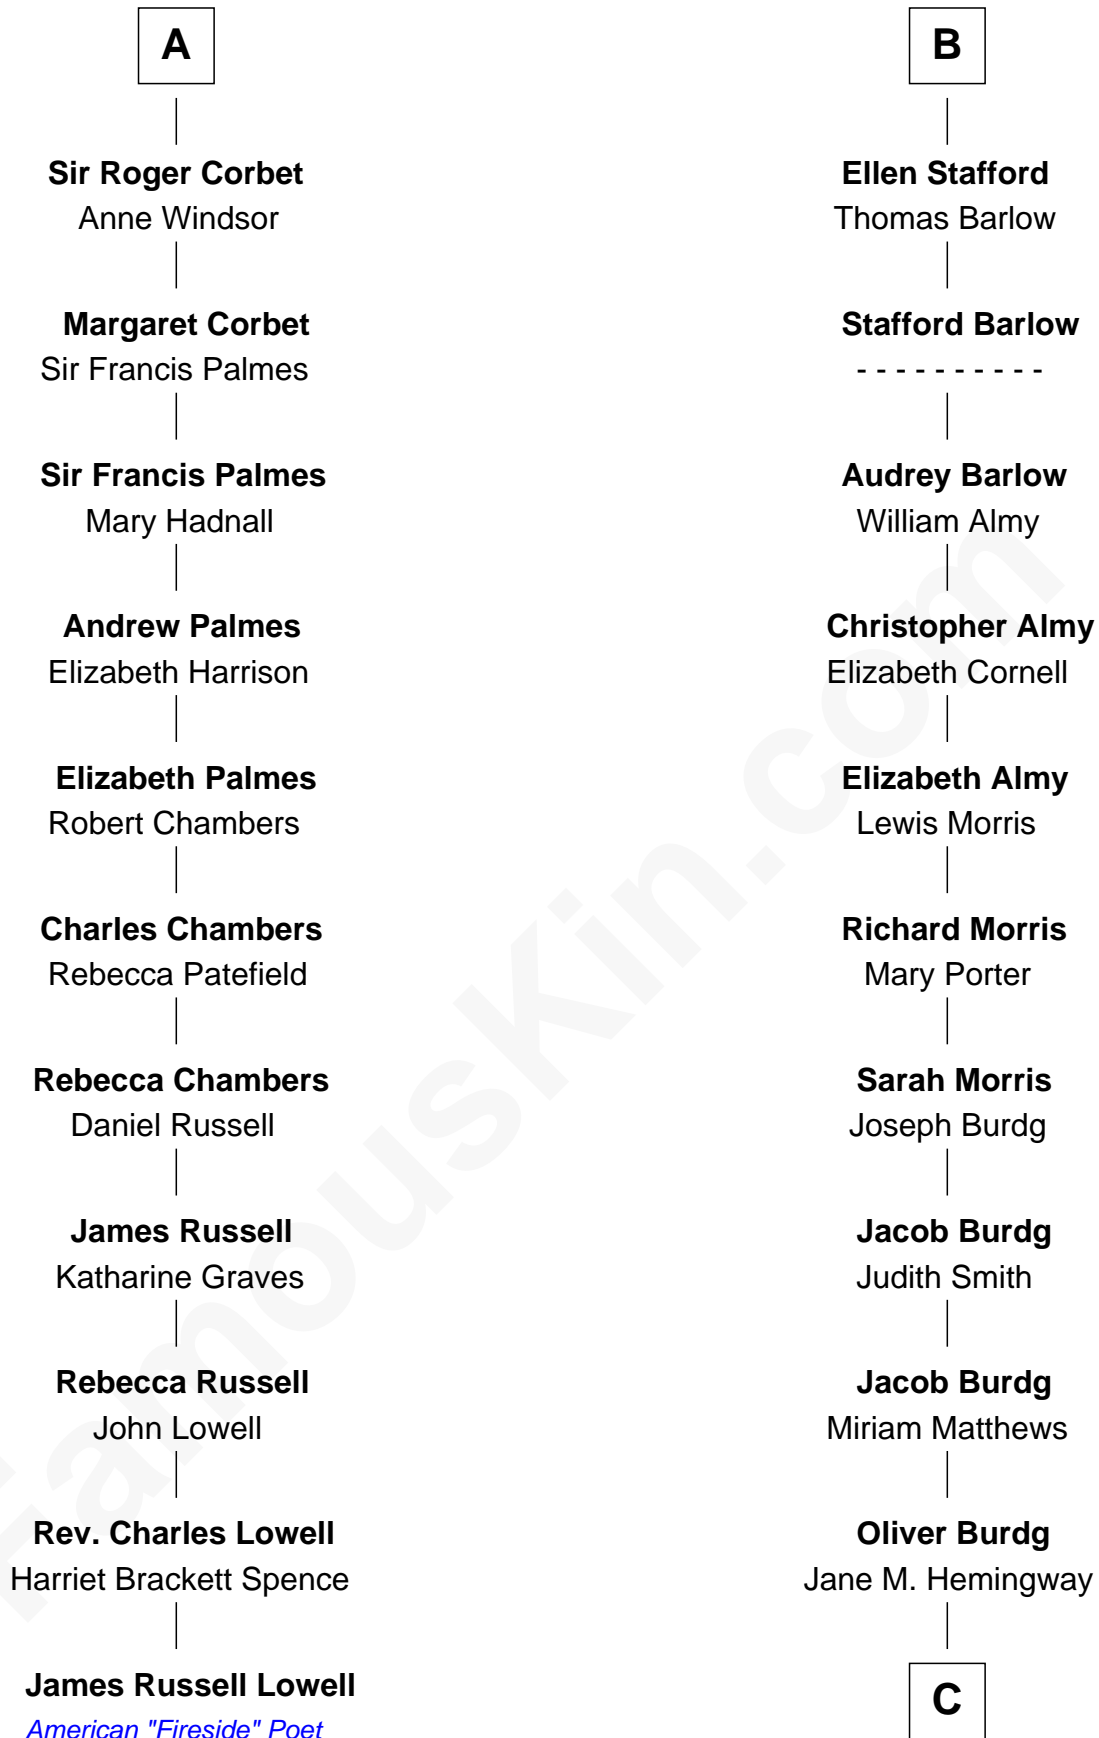 A
Sir Roger Corbet
Anne Windsor
Margaret Corbet
Sir Francis Palmes
Sir Francis Palmes
Mary Hadnall
Andrew Palmes
Elizabeth Harrison
Elizabeth Palmes
Robert Chambers
Charles Chambers
Rebecca Patefield
Rebecca Chambers
Daniel Russell
James Russell
Katharine Graves
Rebecca Russell
John Lowell
Rev. Charles Lowell
Harriet Brackett Spence
James Russell Lowell
American "Fireside" Poet
B
Ellen Stafford
Thomas Barlow
Stafford Barlow
- - - - - - - - - -
Audrey Barlow
William Almy
Christopher Almy
Elizabeth Cornell
Elizabeth Almy
Lewis Morris
Richard Morris
Mary Porter
Sarah Morris
Joseph Burdg
Jacob Burdg
Judith Smith
Jacob Burdg
Miriam Matthews
Oliver Burdg
Jane M. Hemingway
C
FamousKin.com